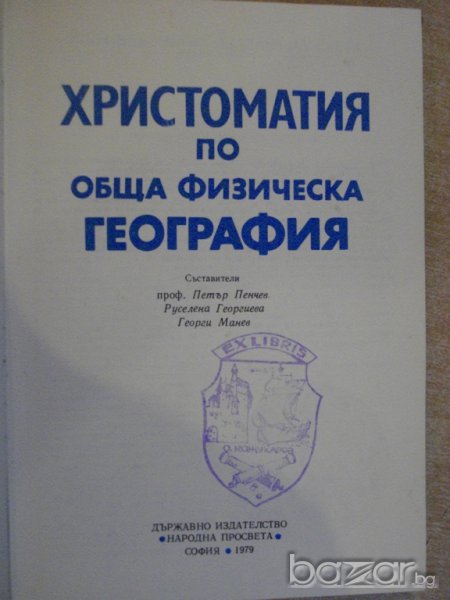 ХРИСТОМАТИЯ
ПО
ОБЩА ФИЗИЧЕСКА
ГЕОГРАФИЯ
Съставители
проф. Петър Пенчев
Руселена Георгиева
Георги Манев
EX LIBRIS
ДЪРЖАВНО ИЗДАТЕЛСТВО
• НАРОДНА ПРОСВЕТА •
СОФИЯ • 1979
bazar.bg